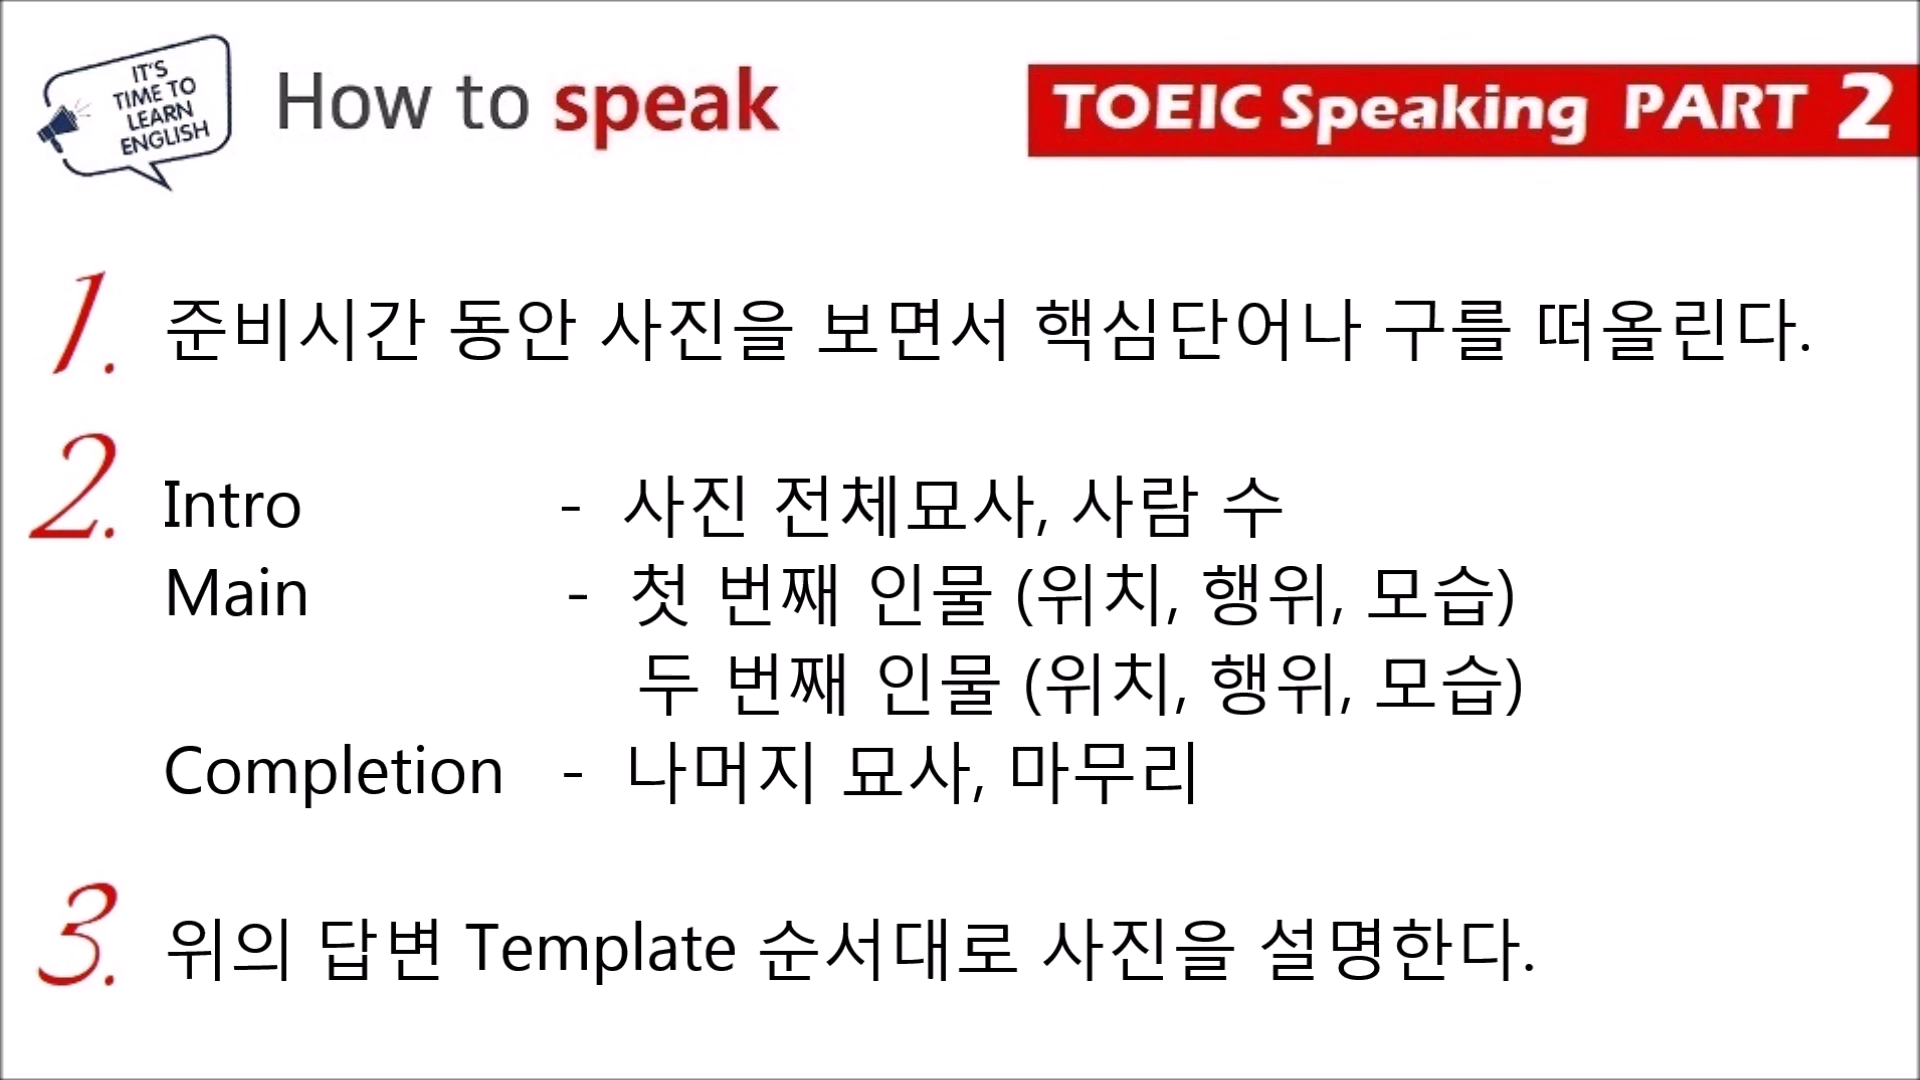 IT'S
TIME TO
LEARN
ENGLISH
How to speak
TOEIC Speaking PART 2
1. 준비시간 동안 사진을 보면서 핵심단어나 구를 떠올린다.
2. Intro - 사진 전체묘사, 사람 수
Main - 첫 번째 인물 (위치, 행위, 모습)
두 번째 인물 (위치, 행위, 모습)
Completion - 나머지 묘사, 마무리
3. 위의 답변 Template 순서대로 사진을 설명한다.